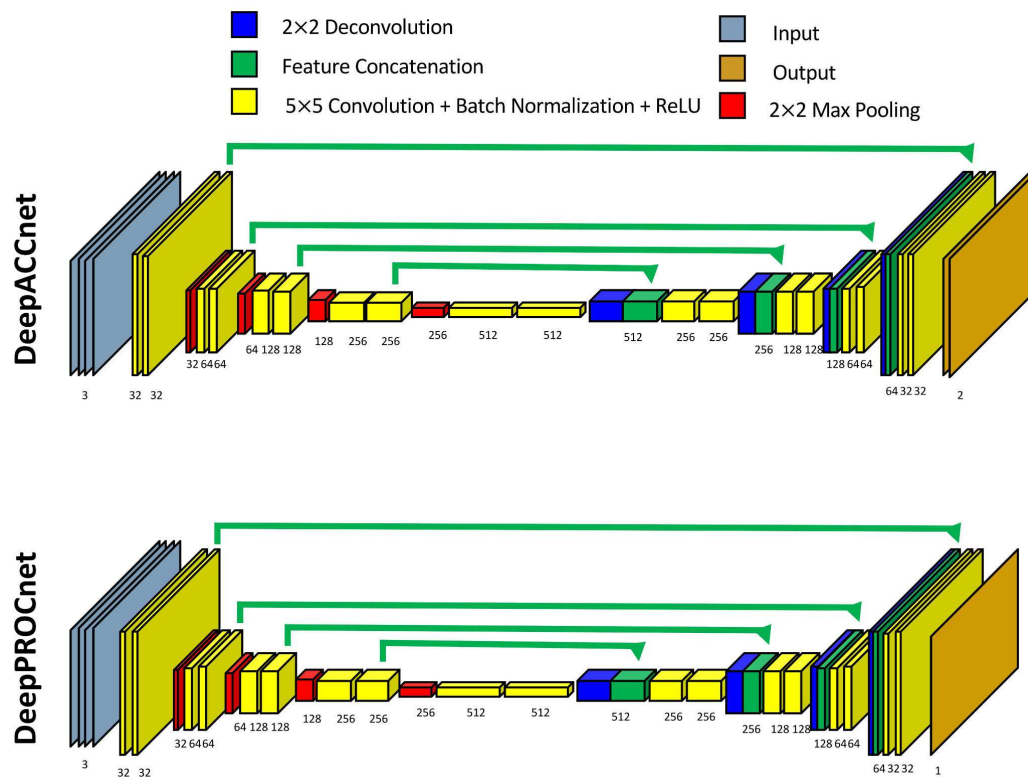 2×2 Deconvolution
Feature Concatenation
5×5 Convolution + Batch Normalization + ReLU
Input
Output
2×2 Max Pooling
DeepACCnet
3
32 32
32 64 64
64 128 128
128 256 256
256 512 512
512 256 256
256 128 128
128 64 64
64 32 32
2
DeepPROCnet
3
32 32
32 64 64
64 128 128
128 256 256
256 512 512
512 256 256
256 128 128
128 64 64
64 32 32
1